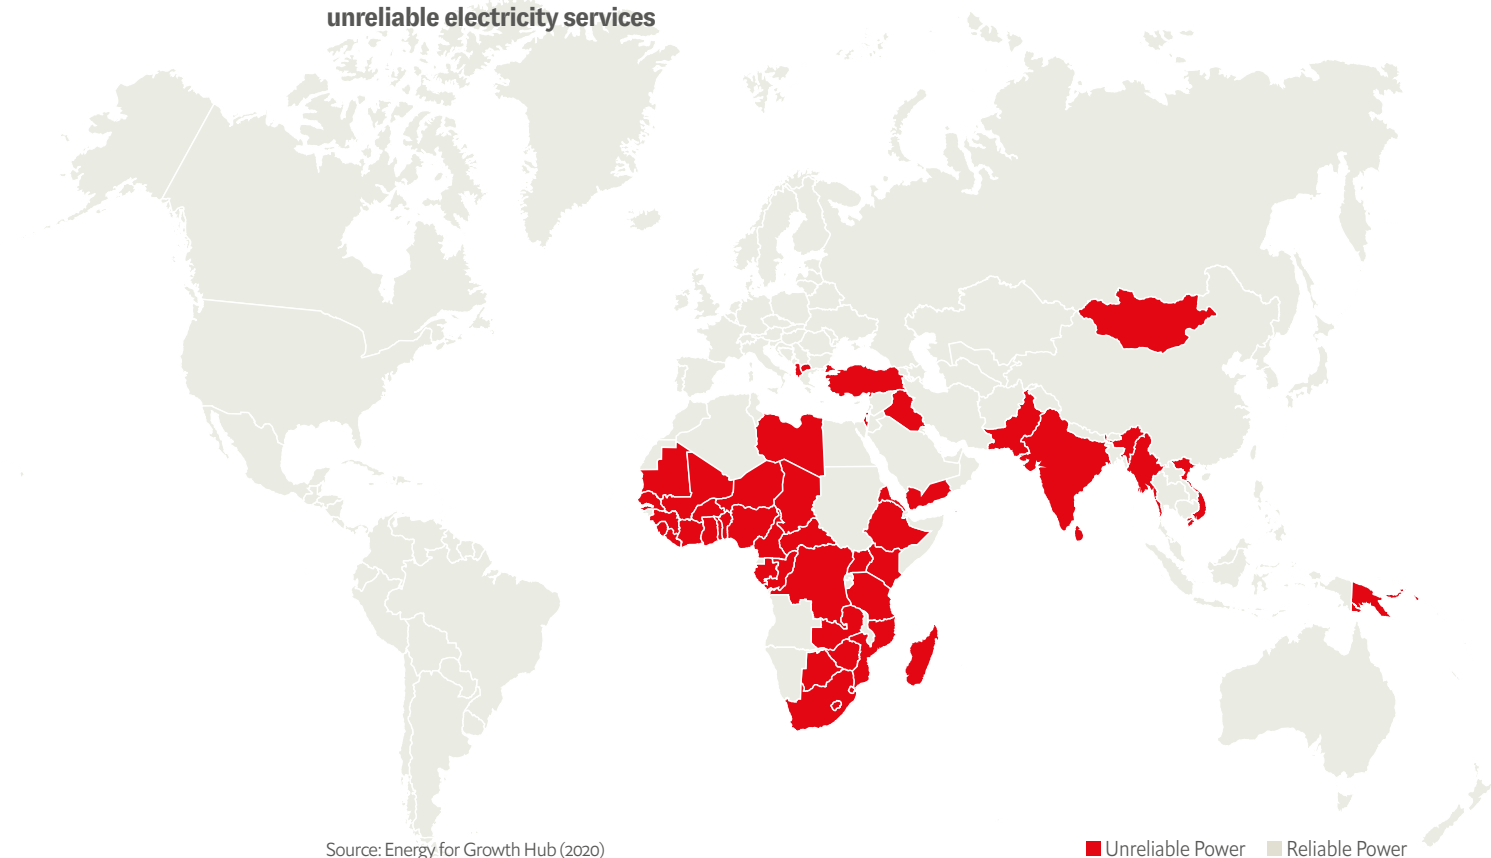 unreliable electricity services
Source: Energy for Growth Hub (2020)
Unreliable Power
Reliable Power